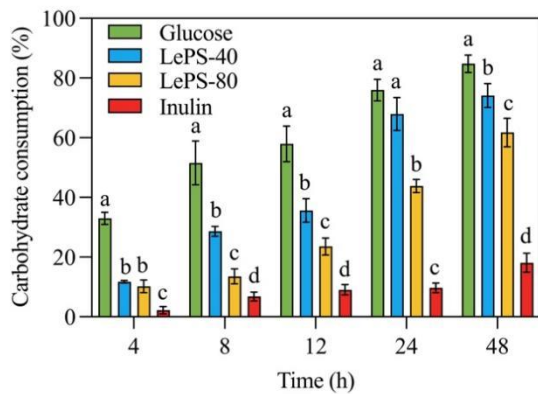 Carbohydrate consumption (%)
100
80
60
40
20
0
Glucose
LePS-40
LePS-80
Inulin
a b b c
a b c d
a b c d
a a b c
a b c d
4 8 12 24 48
Time (h)